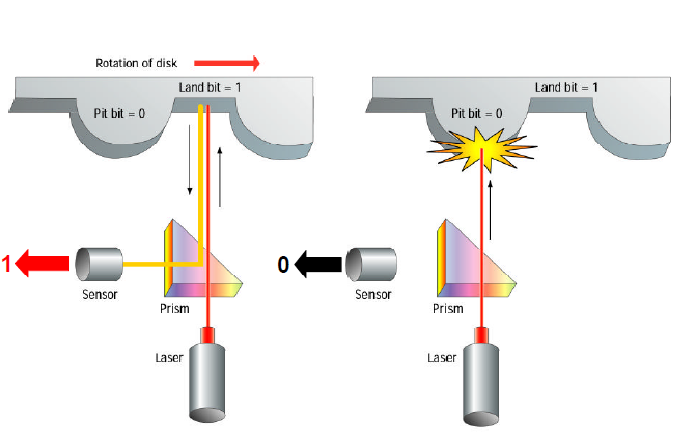 Rotation of disk
Land bit = 1
Pit bit = 0
1
Sensor
Prism
Laser
Land bit = 1
Pit bit = 0
0
Sensor
Prism
Laser